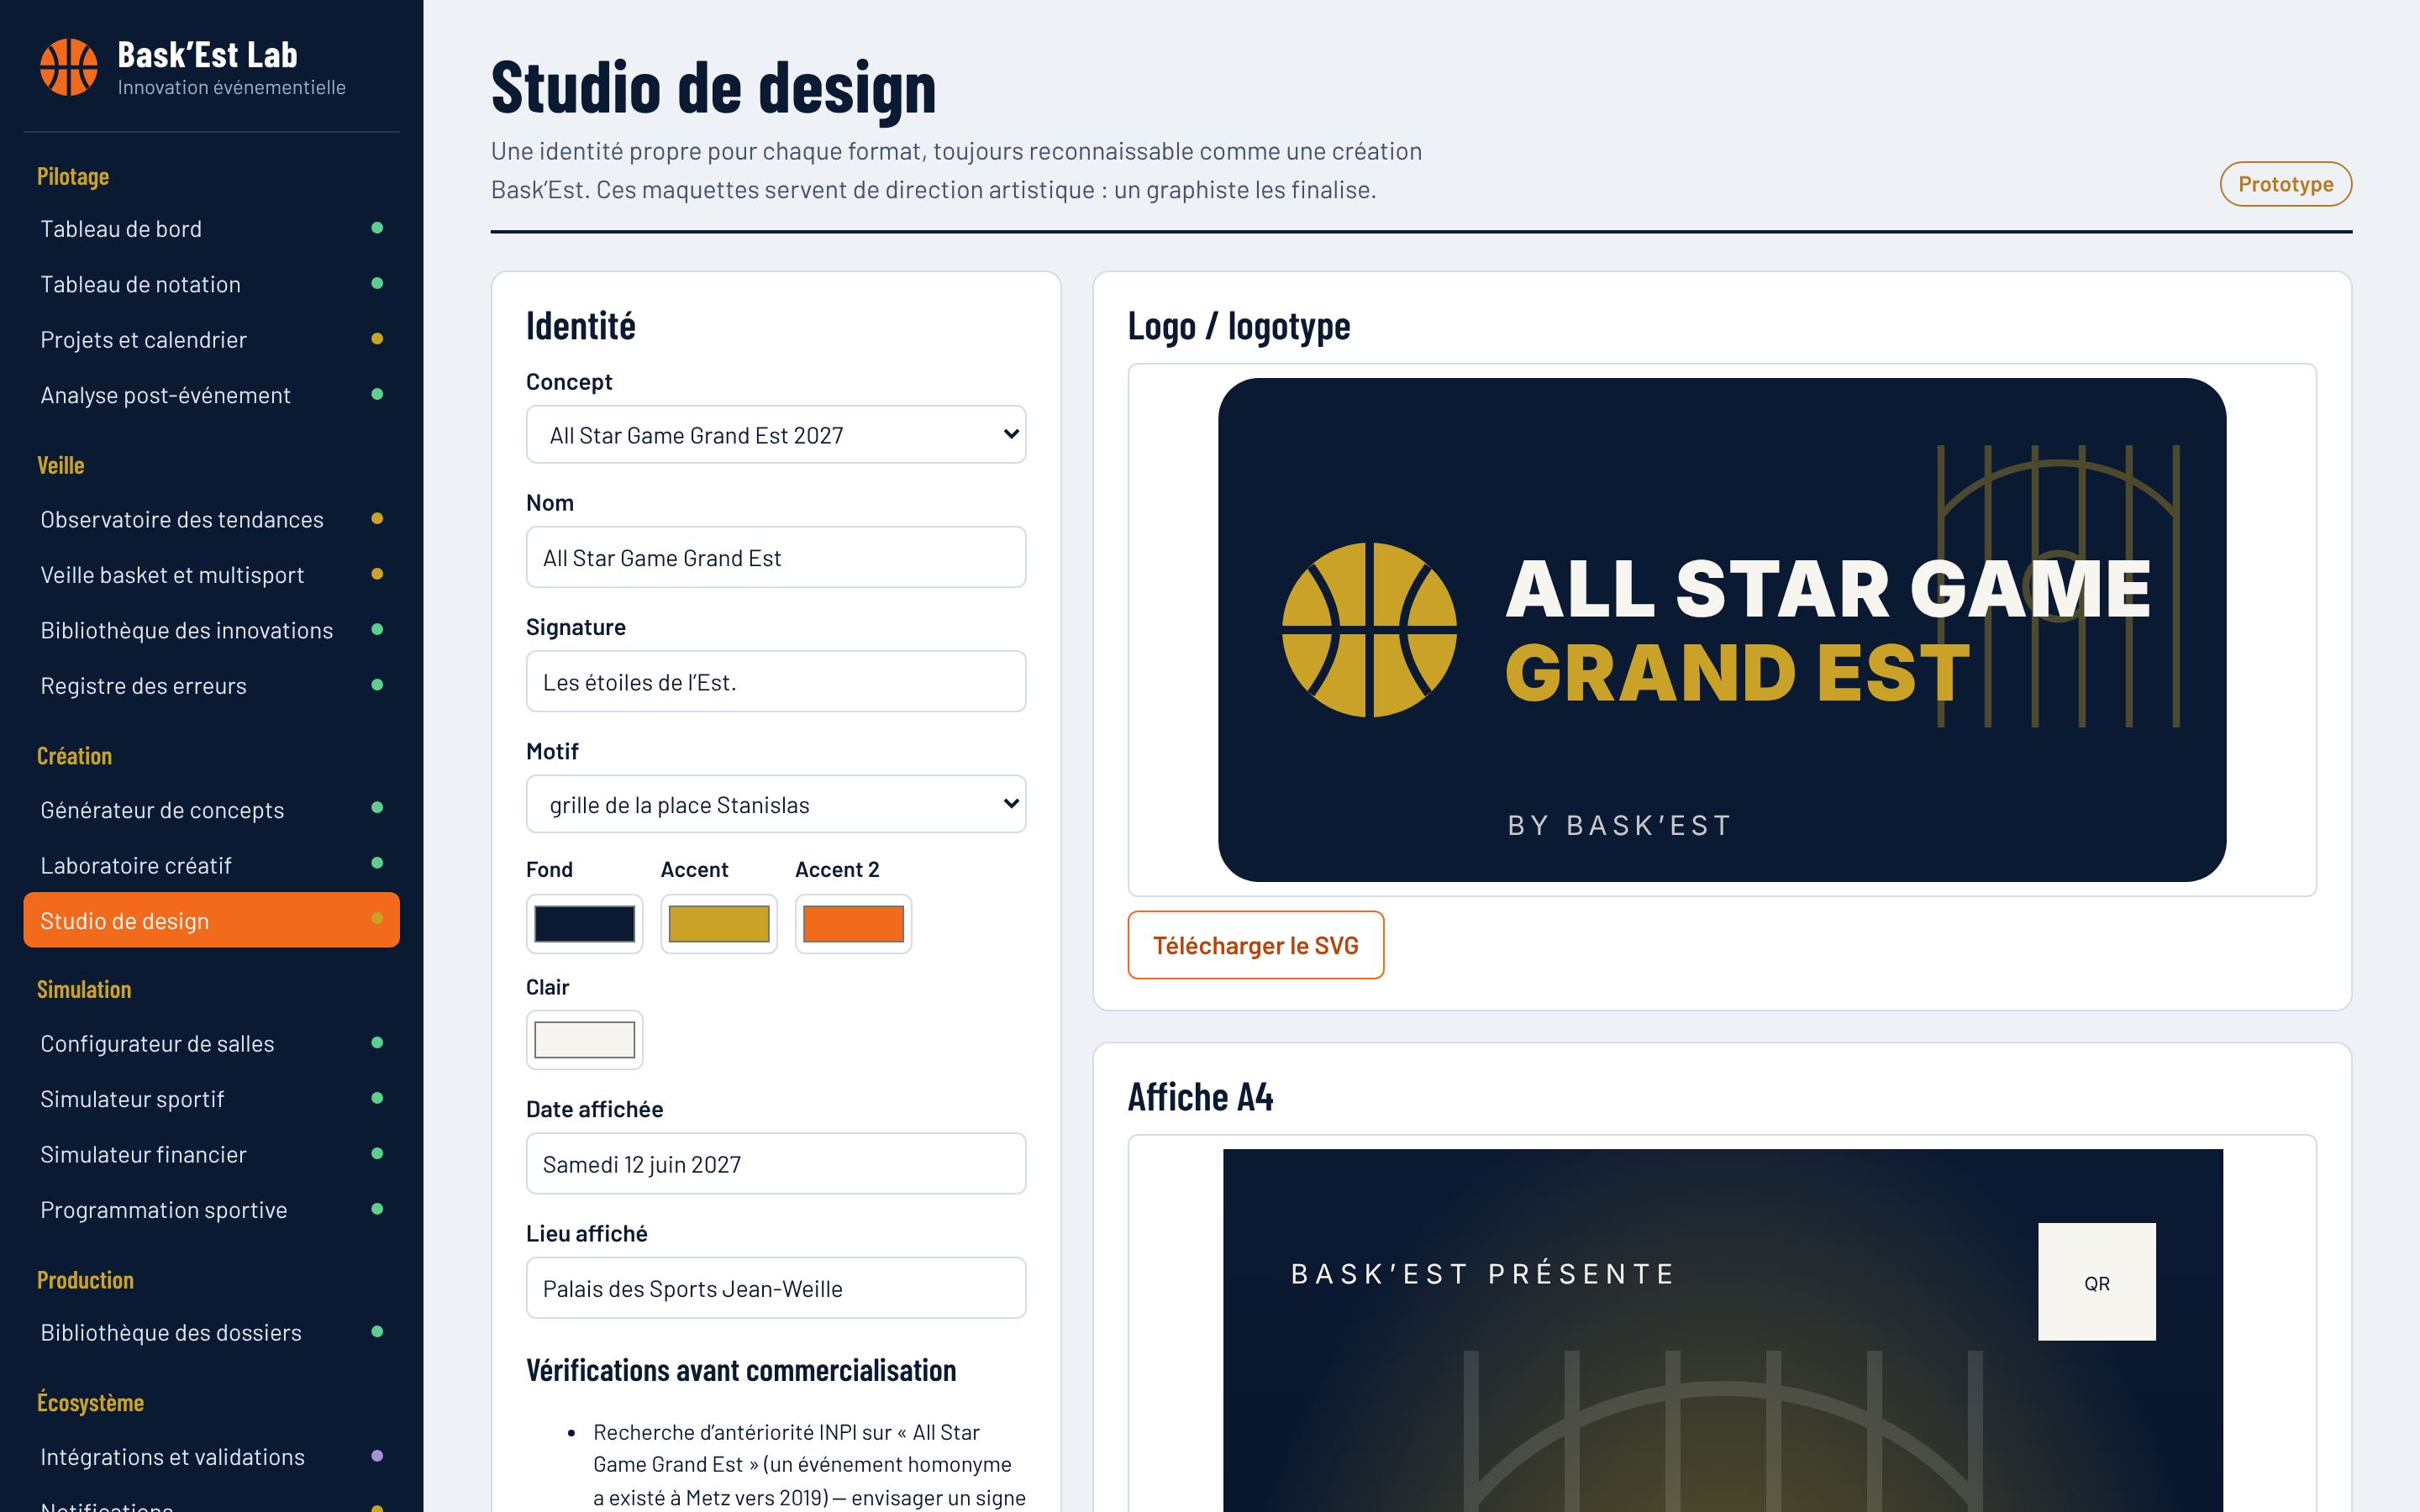 Bask’Est Lab
Innovation événementielle
Pilotage
Tableau de bord
Tableau de notation
Projets et calendrier
Analyse post-événement
Veille
Observatoire des tendances
Veille basket et multisport
Bibliothèque des innovations
Registre des erreurs
Création
Générateur de concepts
Laboratoire créatif
Studio de design
Simulation
Configurateur de salles
Simulateur sportif
Simulateur financier
Programmation sportive
Production
Bibliothèque des dossiers
Écosystème
Intégrations et validations
Notifications
Studio de design
Une identité propre pour chaque format, toujours reconnaissable comme une création
Bask’Est. Ces maquettes servent de direction artistique : un graphiste les finalise.
Prototype
Identité
Concept
All Star Game Grand Est 2027
Nom
All Star Game Grand Est
Signature
Les étoiles de l’Est.
Motif
grille de la place Stanislas
Fond
Accent
Accent 2
Clair
Date affichée
Samedi 12 juin 2027
Lieu affiché
Palais des Sports Jean-Weille
Vérifications avant commercialisation
• Recherche d’antériorité INPI sur « All Star
Game Grand Est » (un événement homonyme
a existé à Metz vers 2019) — envisager un signe
Logo / logotype
ALL STAR GAME
GRAND EST
BY BASK’EST
Télécharger le SVG
Affiche A4
BASK’EST PRÉSENTE
QR